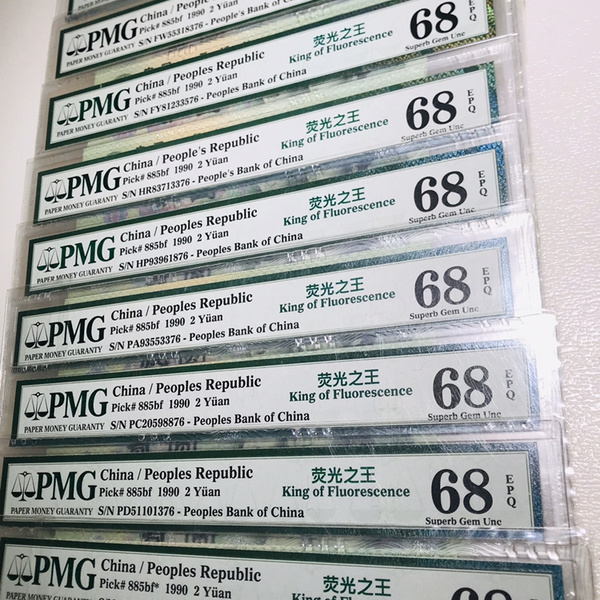 PAPER MONEY GUARANTY
PMG
China / Peoples Republic
Pick# 885bf 1990 2 Yüan
S/N FW35318376 - People's Bank of China
荧光之王
King of Fluorescence
68
EPQ
Superb Gem Unc
PMG
PAPER MONEY GUARANTY
China / Peoples Republic
Pick# 885bf 1990 2 Yüan
S/N FY81233576 - Peoples Bank of China
荧光之王
King of Fluorescence
68
EPQ
Superb Gem Unc
PMG
PAPER MONEY GUARANTY
China / People's Republic
Pick# 885bf 1990 2 Yüan
S/N HR83713376 - People's Bank of China
荧光之王
King of Fluorescence
68
EPQ
Superb Gem Unc
PMG
PAPER MONEY GUARANTY
China / Peoples Republic
Pick# 885bf 1990 2 Yüan
S/N HP93961876 - Peoples Bank of China
荧光之王
King of Fluorescence
68
EPQ
Superb Gem Unc
PMG
PAPER MONEY GUARANTY
China / Peoples Republic
Pick# 885bf 1990 2 Yüan
S/N PA93553376 - Peoples Bank of China
荧光之王
King of Fluorescence
68
EPQ
Superb Gem Unc
PMG
PAPER MONEY GUARANTY
China / Peoples Republic
Pick# 885bf 1990 2 Yüan
S/N PC20598876 - Peoples Bank of China
荧光之王
King of Fluorescence
68
EPQ
Superb Gem Unc
PMG
PAPER MONEY GUARANTY
China / Peoples Republic
Pick# 885bf 1990 2 Yüan
S/N PD51101376 - Peoples Bank of China
荧光之王
King of Fluorescence
68
EPQ
Superb Gem Unc
PMG
China / Peoples Republic
Pick# 885bf* 1990 2 Yüan
荧光之王
King of Fluorescence